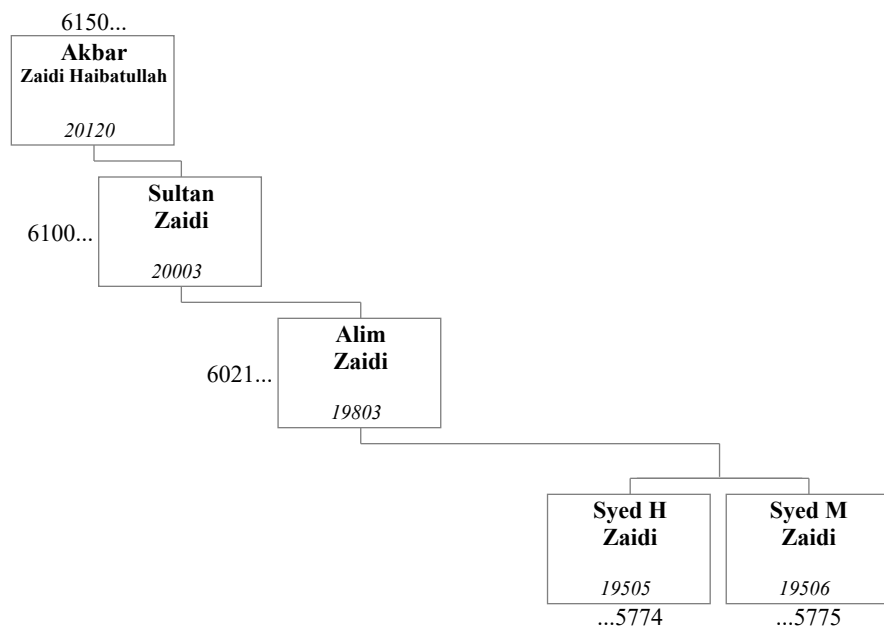 6150...
Akbar
Zaidi Haibatullah
20120
Sultan
Zaidi
6100...
20003
Alim
Zaidi
6021...
19803
Syed H
Zaidi
19505
...5774
Syed M
Zaidi
19506
...5775